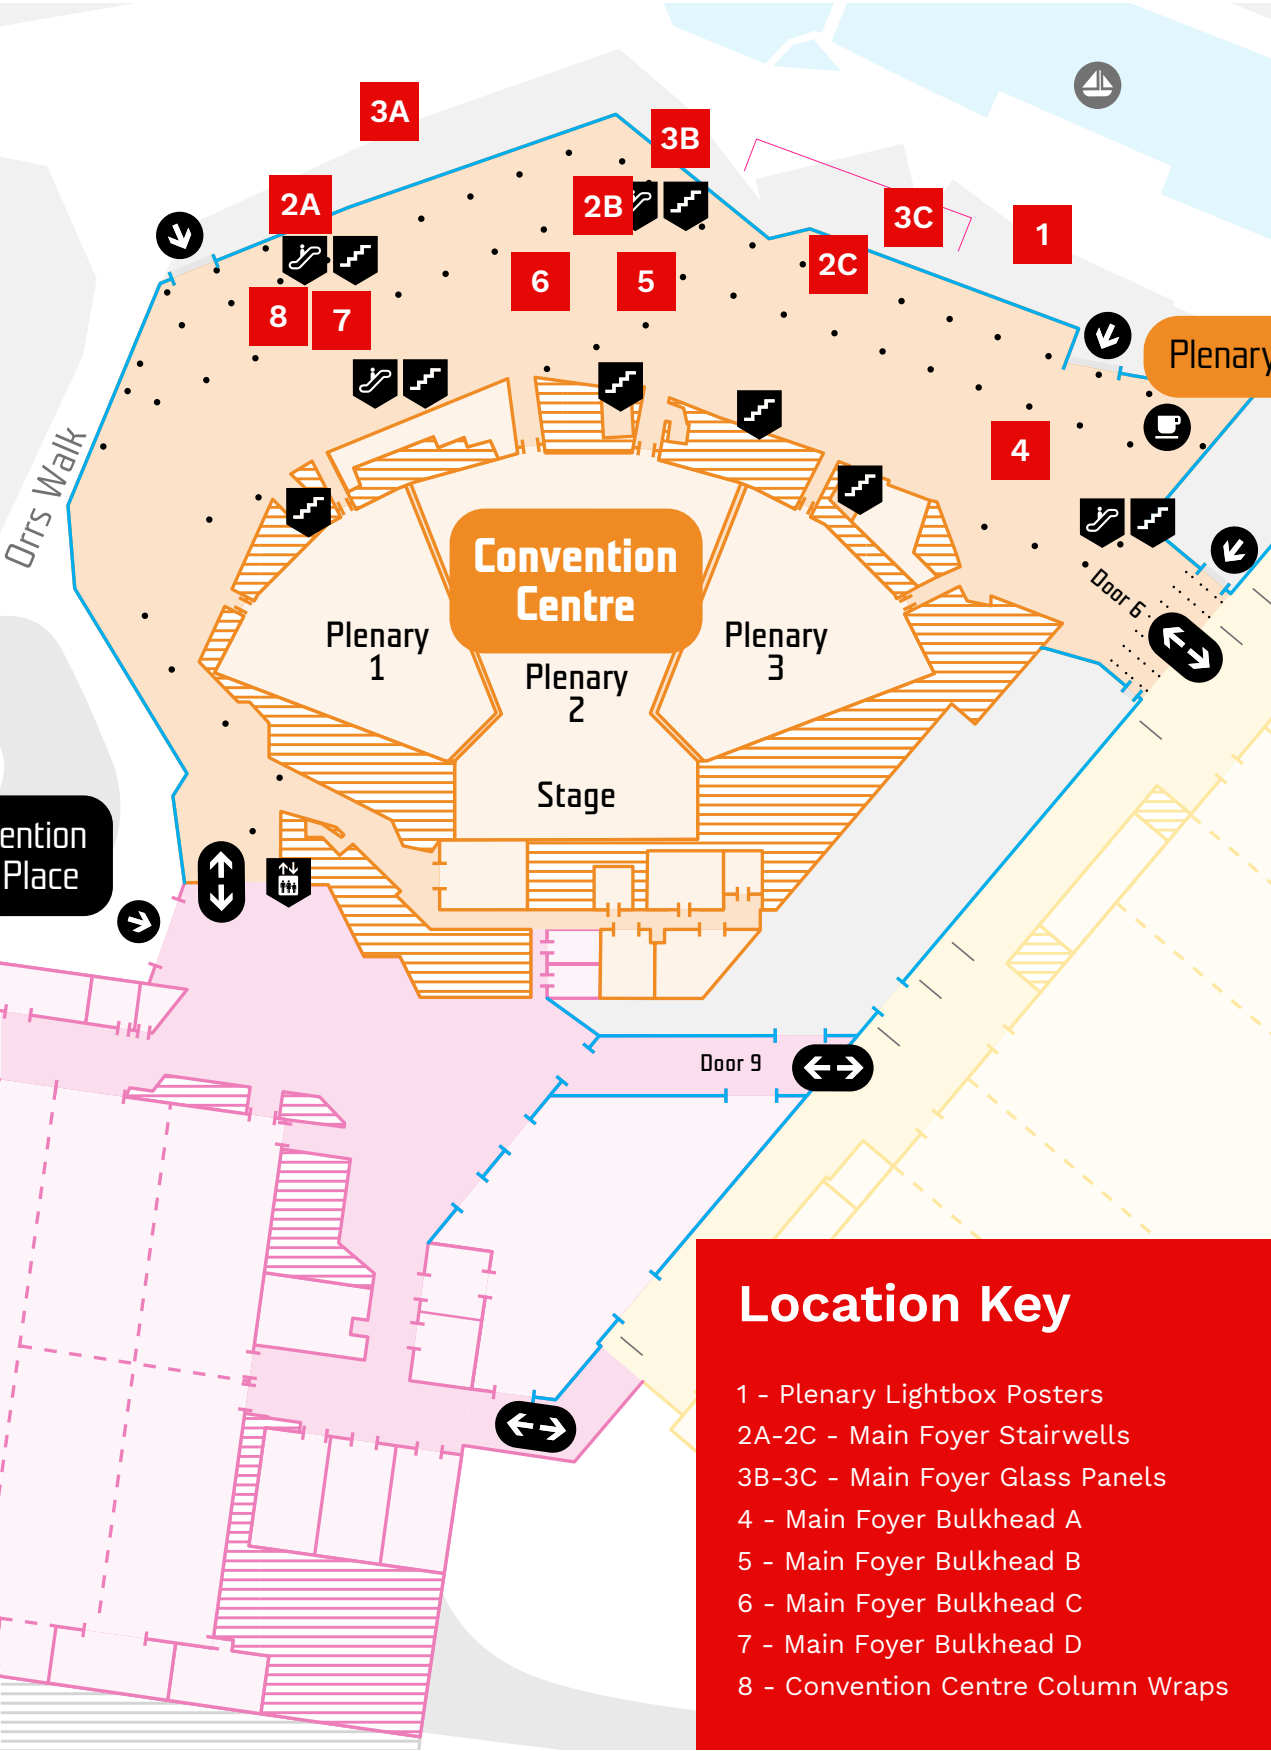 3A
3B
2A
2B
3C
1
2C
6
5
8
7
Plenary
4
Orrs Walk
Convention
Centre
Door 6
Plenary
1
Plenary
2
Plenary
3
Stage
ention
Place
Door 9
Location Key
1 - Plenary Lightbox Posters
2A-2C - Main Foyer Stairwells
3B-3C - Main Foyer Glass Panels
4 - Main Foyer Bulkhead A
5 - Main Foyer Bulkhead B
6 - Main Foyer Bulkhead C
7 - Main Foyer Bulkhead D
8 - Convention Centre Column Wraps